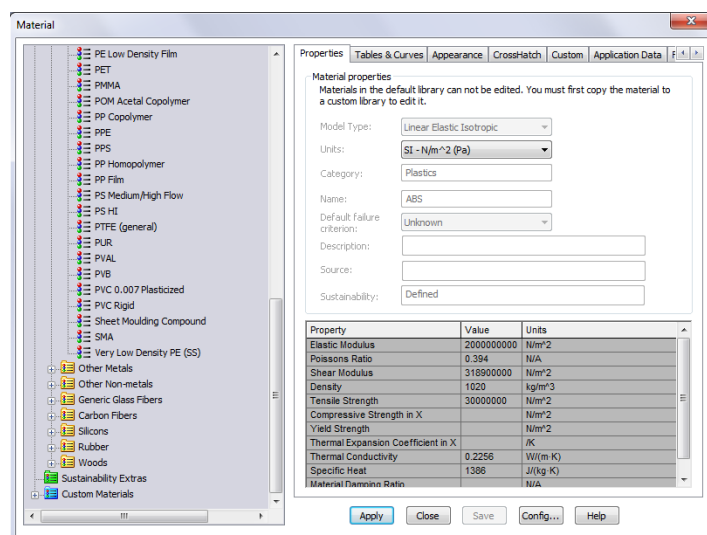 Material
PE Low Density Film
PET
PMMA
POM Acetal Copolymer
PP Copolymer
PPE
PPS
PP Homopolymer
PP Film
PS Medium/High Flow
PS HI
PTFE (general)
PUR
PVAL
PVB
PVC 0.007 Plasticized
PVC Rigid
Sheet Moulding Compound
SMA
Very Low Density PE (SS)
Other Metals
Other Non-metals
Generic Glass Fibers
Carbon Fibers
Silicons
Rubber
Woods
Sustainability Extras
Custom Materials
Properties Tables & Curves Appearance CrossHatch Custom Application Data
Material properties
Materials in the default library can not be edited. You must first copy the material to
a custom library to edit it.
Model Type: Linear Elastic Isotropic
Units: SI - N/m^2 (Pa)
Category: Plastics
Name: ABS
Default failure
criterion: Unknown
Description:
Source:
Sustainability: Defined
Property Value Units
Elastic Modulus 2000000000 N/m^2
Poissons Ratio 0.394 N/A
Shear Modulus 318900000 N/m^2
Density 1020 kg/m^3
Tensile Strength 30000000 N/m^2
Compressive Strength in X N/m^2
Yield Strength N/m^2
Thermal Expansion Coefficient in X /K
Thermal Conductivity 0.2256 W/(m·K)
Specific Heat 1386 J/(kg·K)
Material Damping Ratio N/A
Apply Close Save Config... Help